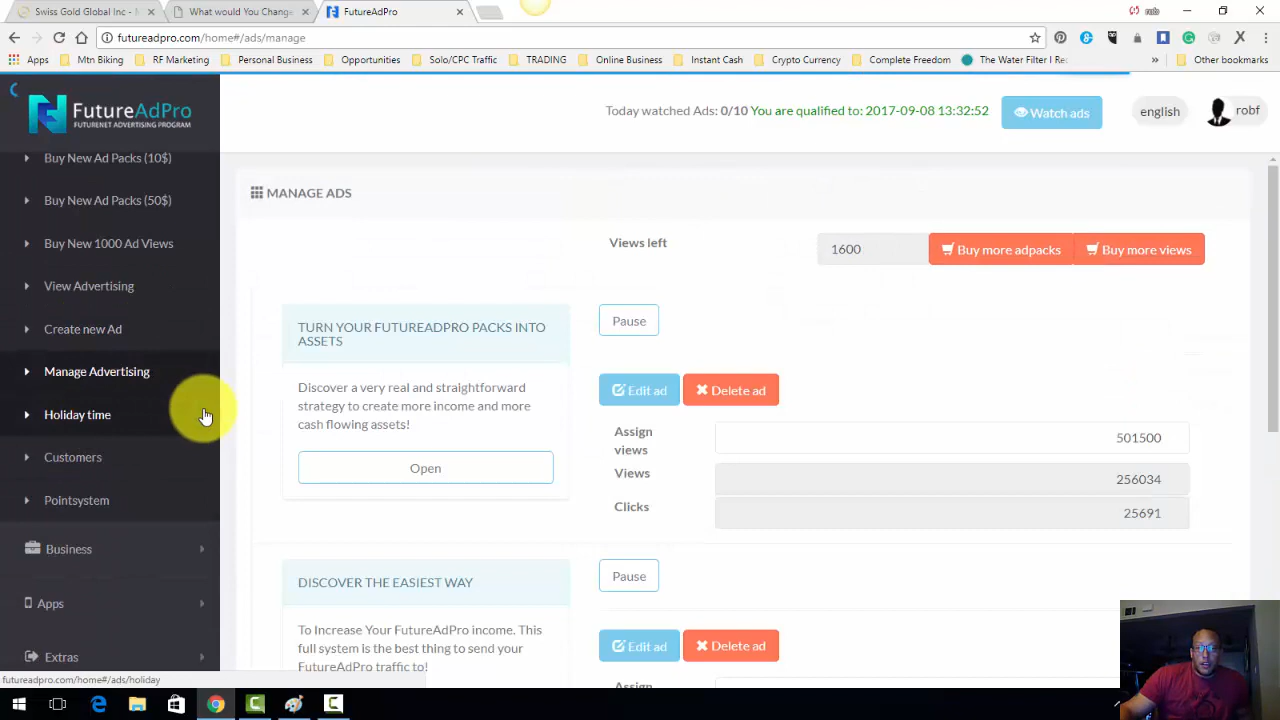 Swiss Gold Global Inc - M
What would You Change
FutureAdPro
rob
futureadpro.com/home#/ads/manage
Apps
Mtn Biking
RF Marketing
Personal Business
Opportunities
Solo/CPC Traffic
TRADING
Online Business
Instant Cash
Crypto Currency
Complete Freedom
The Water Filter I Re
Other bookmarks
FutureAdPro
FUTURENET ADVERTISING PROGRAM
Today watched Ads: 0/10 You are qualified to: 2017-09-08 13:32:52
Watch ads
english
robf
Buy New Ad Packs (10$)
Buy New Ad Packs (50$)
Buy New 1000 Ad Views
View Advertising
Create new Ad
Manage Advertising
Holiday time
Customers
Pointsystem
Business
Apps
Extras
futureadpro.com/home#/ads/holiday
MANAGE ADS
Views left
1600
Buy more adpacks
Buy more views
TURN YOUR FUTUREADPRO PACKS INTO
ASSETS
Discover a very real and straightforward
strategy to create more income and more
cash flowing assets!
Open
Pause
Edit ad
Delete ad
Assign
views
501500
Views
256034
Clicks
25691
DISCOVER THE EASIEST WAY
To Increase Your FutureAdPro income. This
full system is the best thing to send your
FutureAdPro traffic to!
Pause
Edit ad
Delete ad
Assign